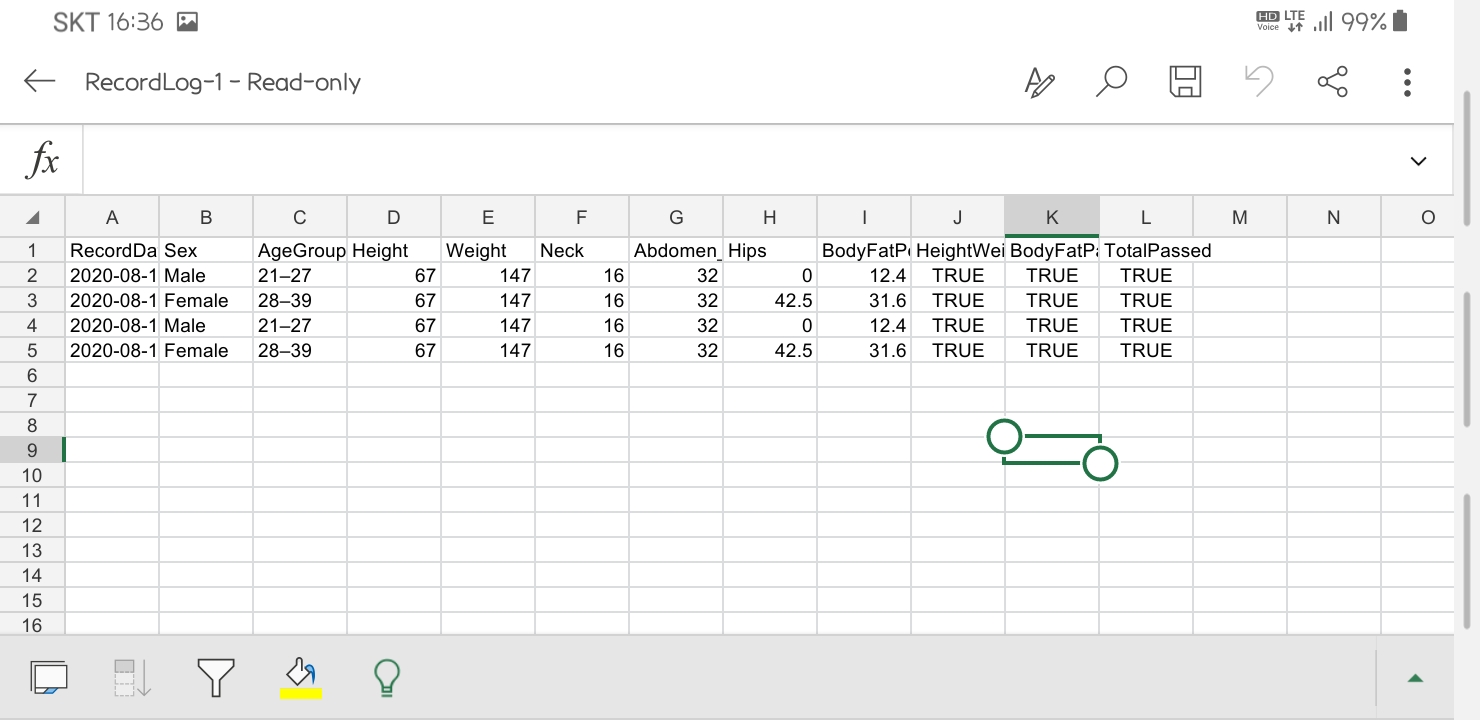 SKT 16:36 HD Voice LTE 99%
RecordLog-1 - Read-only
fx
A B C D E F G H I J K L M N O
1 RecordDa Sex AgeGroup Height Weight Neck Abdomen_ Hips BodyFatP HeightWei BodyFatPa TotalPassed
2 2020-08-1 Male 21–27 67 147 16 32 0 12.4 TRUE TRUE TRUE
3 2020-08-1 Female 28–39 67 147 16 32 42.5 31.6 TRUE TRUE TRUE
4 2020-08-1 Male 21–27 67 147 16 32 0 12.4 TRUE TRUE TRUE
5 2020-08-1 Female 28–39 67 147 16 32 42.5 31.6 TRUE TRUE TRUE
6
7
8
9
10
11
12
13
14
15
16